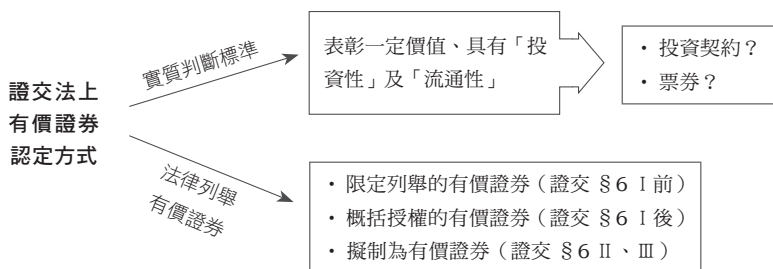 證交法上
有價證券
認定方式
實質判斷標準
表彰一定價值、具有「投
資性」及「流通性」
・投資契約？
・票券？
法律列舉
有價證券
・限定列舉的有價證券（證交 §6 Ⅰ前）
・概括授權的有價證券（證交 §6 Ⅰ後）
・擬制為有價證券（證交 §6 Ⅱ、Ⅲ）